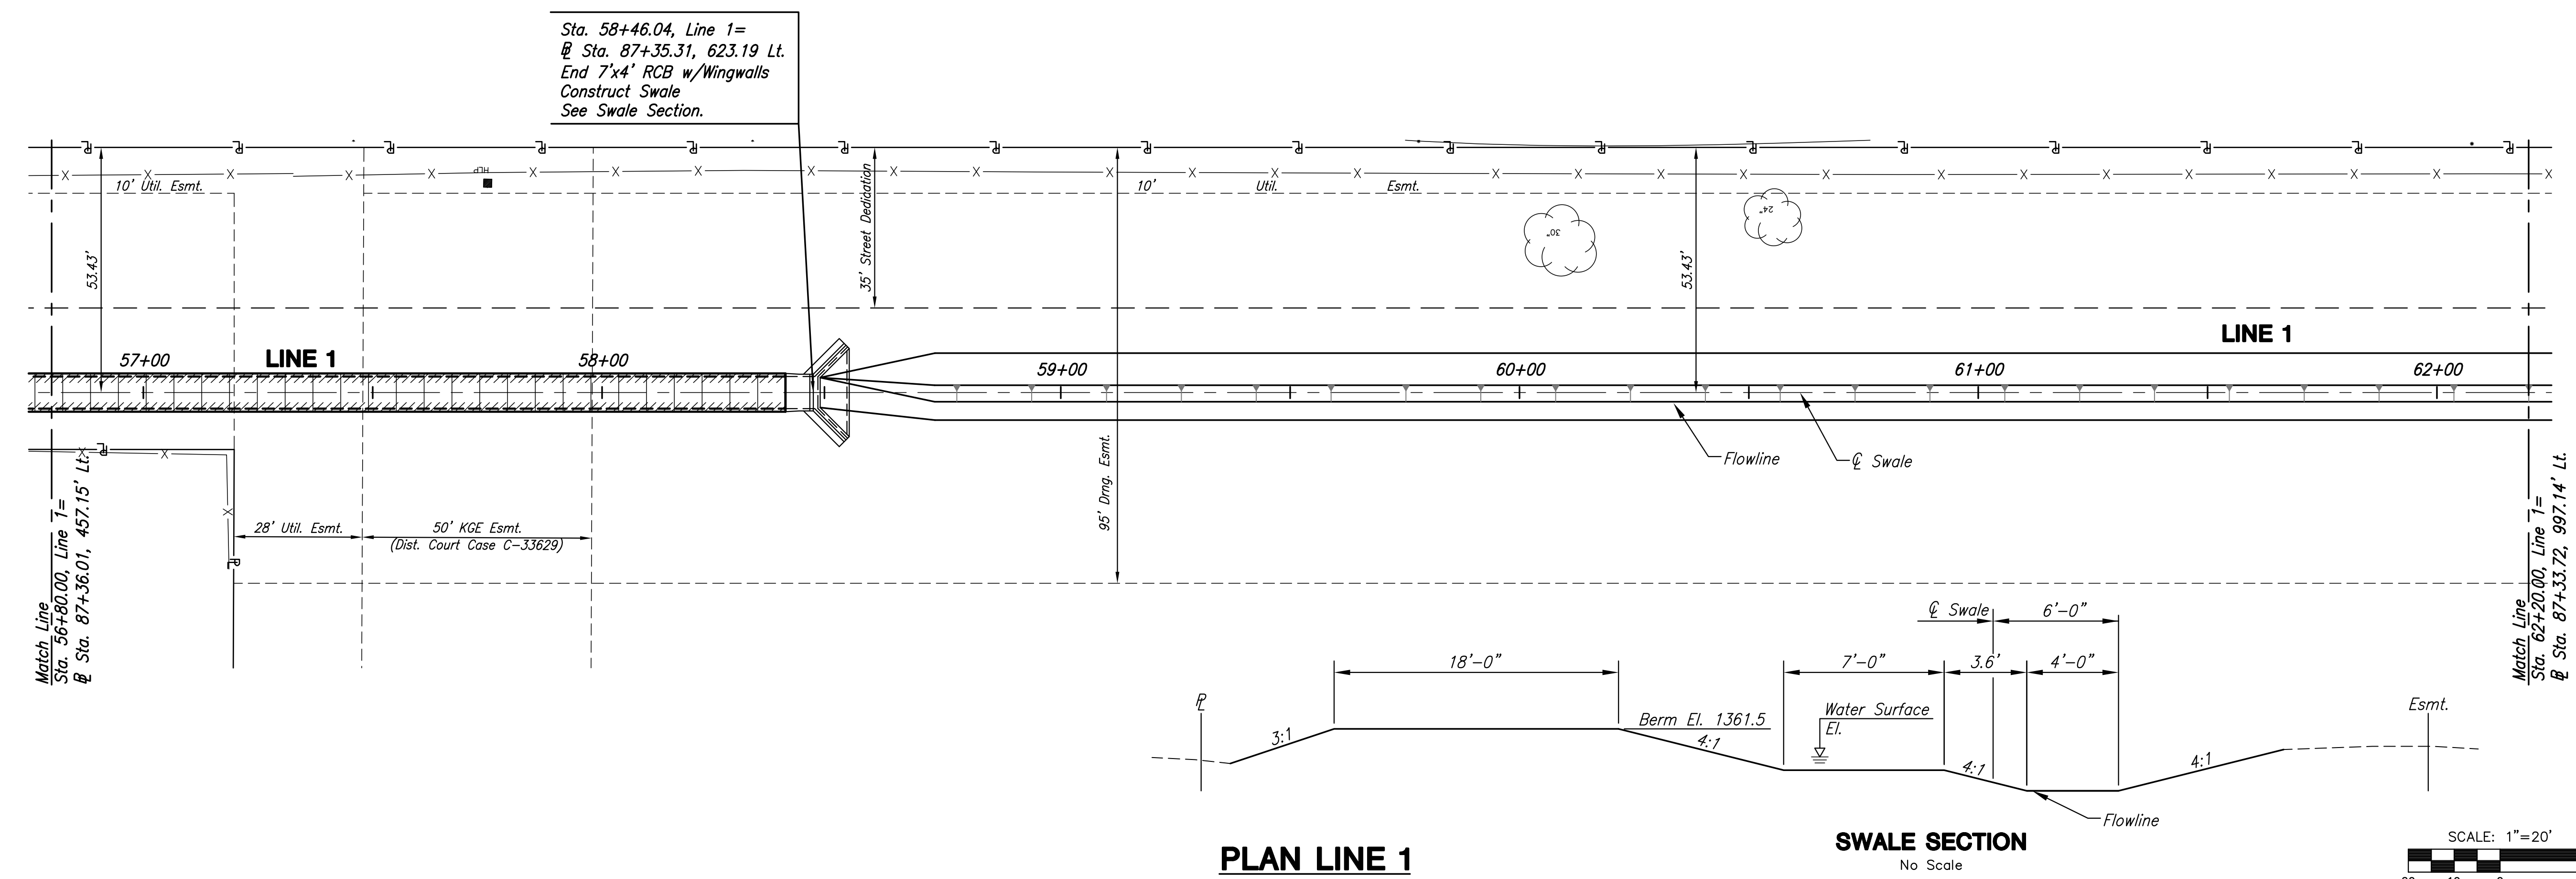 Sta. 58+46.04, Line 1=
℄ Sta. 87+35.31, 623.19 Lt.
End 7'x4' RCB w/Wingwalls
Construct Swale
See Swale Section.
10' Util. Esmt.
HLP
10' Util. Esmt.
53.43'
35' Street Dedication
30"
24"
53.43'
57+00
LINE 1
58+00
59+00
60+00
61+00
LINE 1
62+00
Flowline
℄ Swale
95' Drng. Esmt.
28' Util. Esmt.
50' KGE Esmt.
(Dist. Court Case C-33629)
Match Line
Sta. 56+80.00, Line 1=
℄ Sta. 87+36.01, 457.15' Lt.
Match Line
Sta. 62+20.00, Line 1=
℄ Sta. 87+33.72, 997.14' Lt.
℄ Swale
6'-0"
18'-0"
7'-0"
3.6'
4'-0"
PL
3:1
Berm El. 1361.5
4:1
Water Surface
El.
4:1
4:1
Esmt.
Flowline
SWALE SECTION
No Scale
PLAN LINE 1
SCALE: 1"=20'